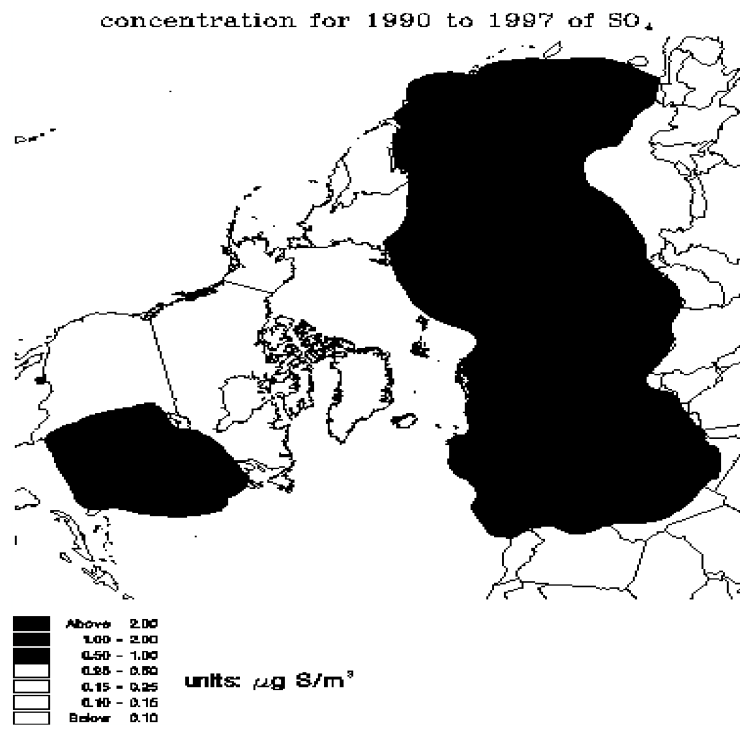 concentration for 1990 to 1997 of SO₄
Above 2.00
1.00 - 2.00
0.50 - 1.00
0.25 - 0.50
0.15 - 0.25
0.10 - 0.15
Below 0.10
units: µg S/m³